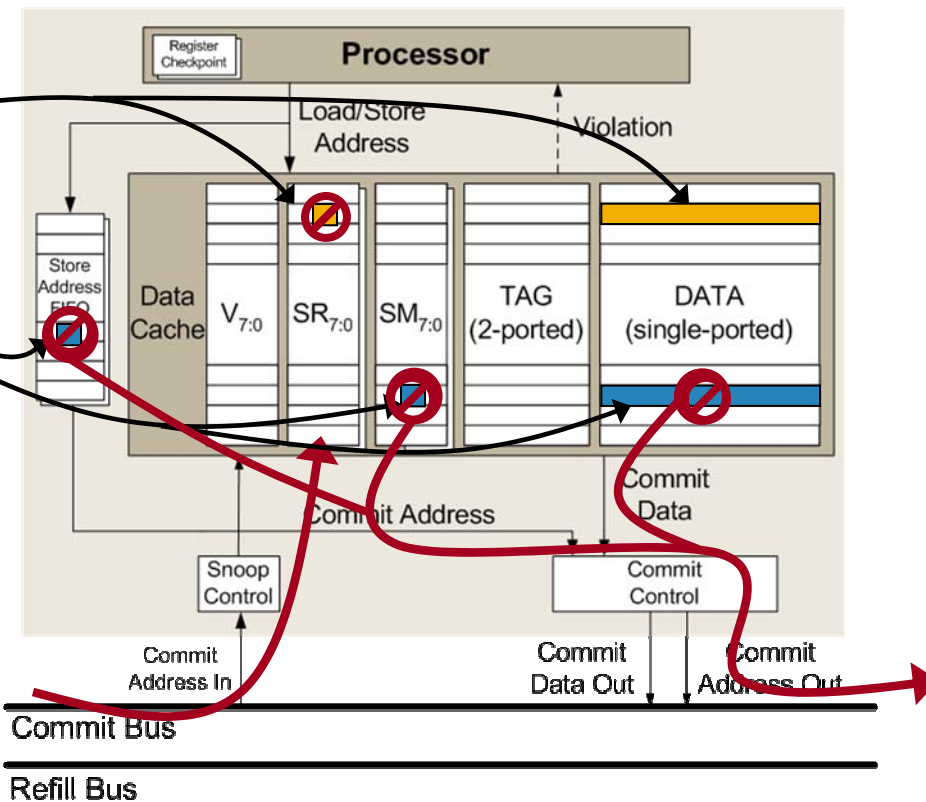 Register
Checkpoint
Processor
Load/Store
Address
Violation
Store
Address
FIFO
Data
Cache
V7:0
SR7:0
SM7:0
TAG
(2-ported)
DATA
(single-ported)
Commit
Data
Commit Address
Snoop
Control
Commit
Control
Commit
Address In
Commit
Data Out
Commit
Address Out
Commit Bus
Refill Bus